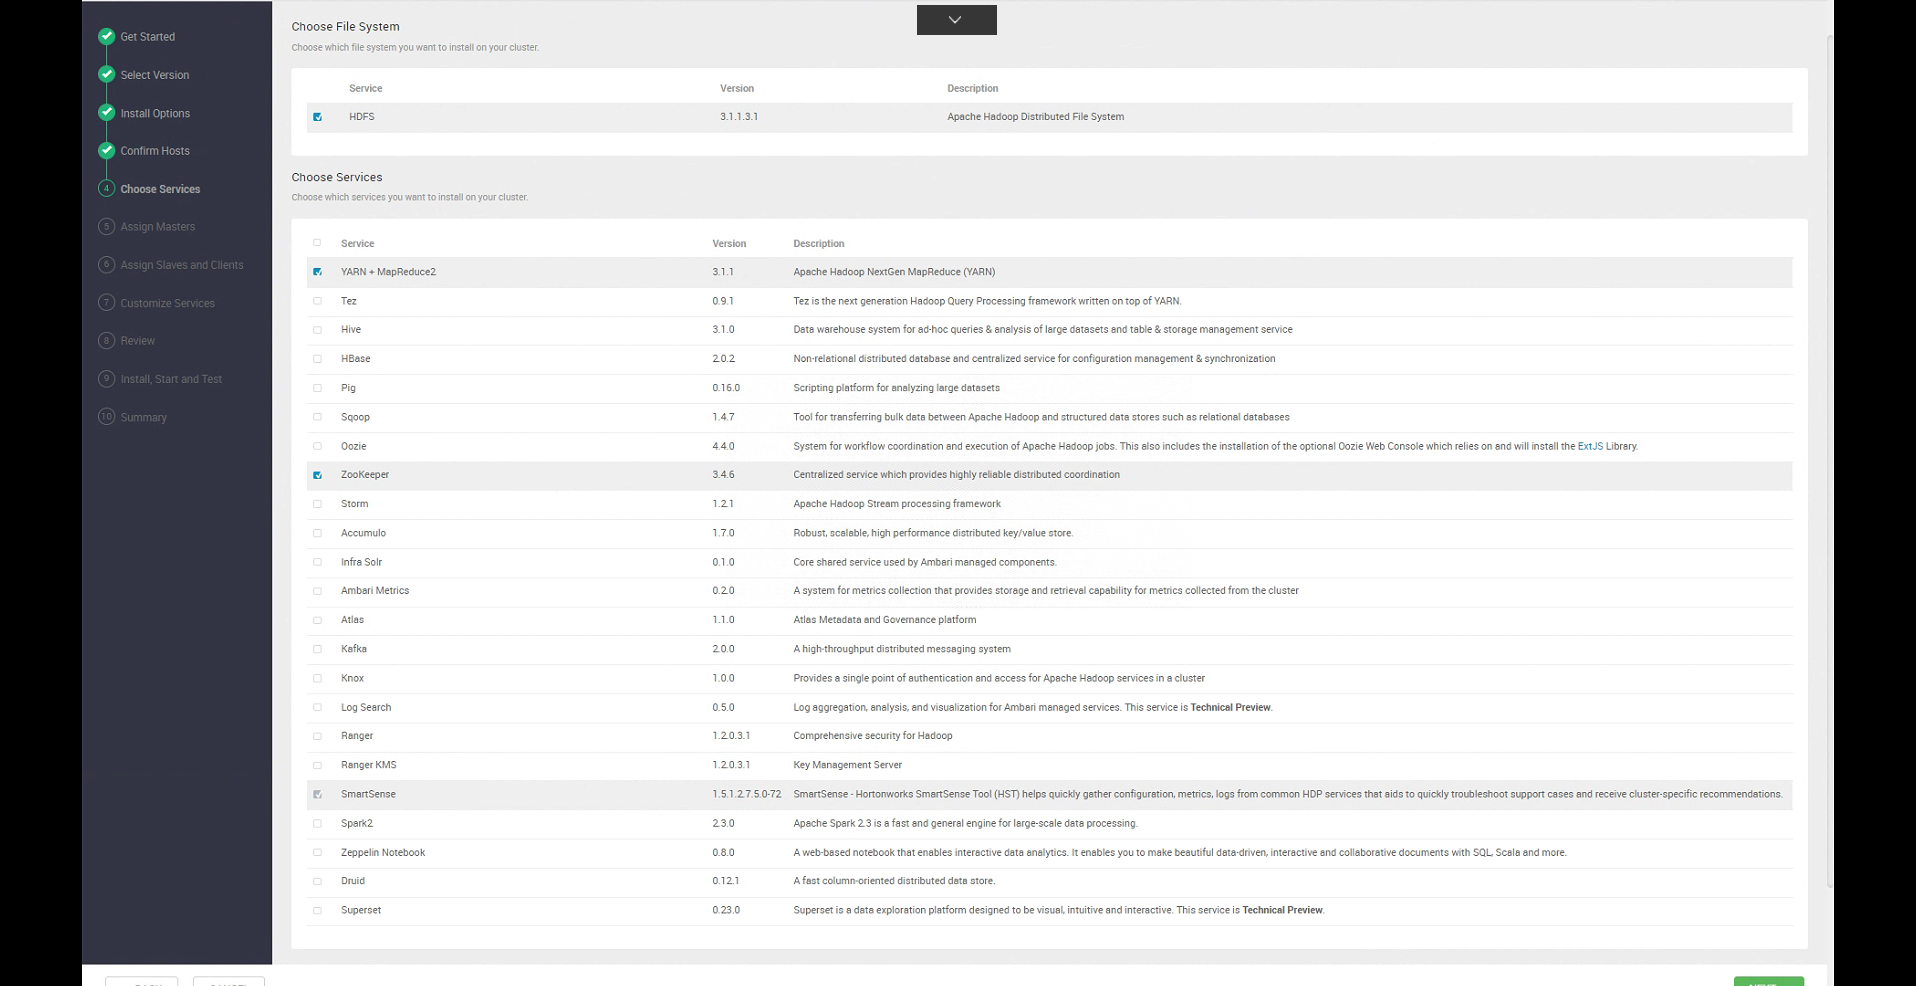 Get Started
Select Version
Install Options
Confirm Hosts
4 Choose Services
5 Assign Masters
6 Assign Slaves and Clients
7 Customize Services
8 Review
9 Install, Start and Test
10 Summary
Choose File System
Choose which file system you want to install on your cluster.
Service Version Description
HDFS 3.1.1.3.1 Apache Hadoop Distributed File System
Choose Services
Choose which services you want to install on your cluster.
Service Version Description
YARN + MapReduce2 3.1.1 Apache Hadoop NextGen MapReduce (YARN)
Tez 0.9.1 Tez is the next generation Hadoop Query Processing framework written on top of YARN.
Hive 3.1.0 Data warehouse system for ad-hoc queries & analysis of large datasets and table & storage management service
HBase 2.0.2 Non-relational distributed database and centralized service for configuration management & synchronization
Pig 0.16.0 Scripting platform for analyzing large datasets
Sqoop 1.4.7 Tool for transferring bulk data between Apache Hadoop and structured data stores such as relational databases
Oozie 4.4.0 System for workflow coordination and execution of Apache Hadoop jobs. This also includes the installation of the optional Oozie Web Console which relies on and will install the ExtJS Library.
ZooKeeper 3.4.6 Centralized service which provides highly reliable distributed coordination
Storm 1.2.1 Apache Hadoop Stream processing framework
Accumulo 1.7.0 Robust, scalable, high performance distributed key/value store.
Infra Solr 0.1.0 Core shared service used by Ambari managed components.
Ambari Metrics 0.2.0 A system for metrics collection that provides storage and retrieval capability for metrics collected from the cluster
Atlas 1.1.0 Atlas Metadata and Governance platform
Kafka 2.0.0 A high-throughput distributed messaging system
Knox 1.0.0 Provides a single point of authentication and access for Apache Hadoop services in a cluster
Log Search 0.5.0 Log aggregation, analysis, and visualization for Ambari managed services. This service is Technical Preview.
Ranger 1.2.0.3.1 Comprehensive security for Hadoop
Ranger KMS 1.2.0.3.1 Key Management Server
SmartSense 1.5.1.2.7.5.0-72 SmartSense - Hortonworks SmartSense Tool (HST) helps quickly gather configuration, metrics, logs from common HDP services that aids to quickly troubleshoot support cases and receive cluster-specific recommendations.
Spark2 2.3.0 Apache Spark 2.3 is a fast and general engine for large-scale data processing.
Zeppelin Notebook 0.8.0 A web-based notebook that enables interactive data analytics. It enables you to make beautiful data-driven, interactive and collaborative documents with SQL, Scala and more.
Druid 0.12.1 A fast column-oriented distributed data store.
Superset 0.23.0 Superset is a data exploration platform designed to be visual, intuitive and interactive. This service is Technical Preview.